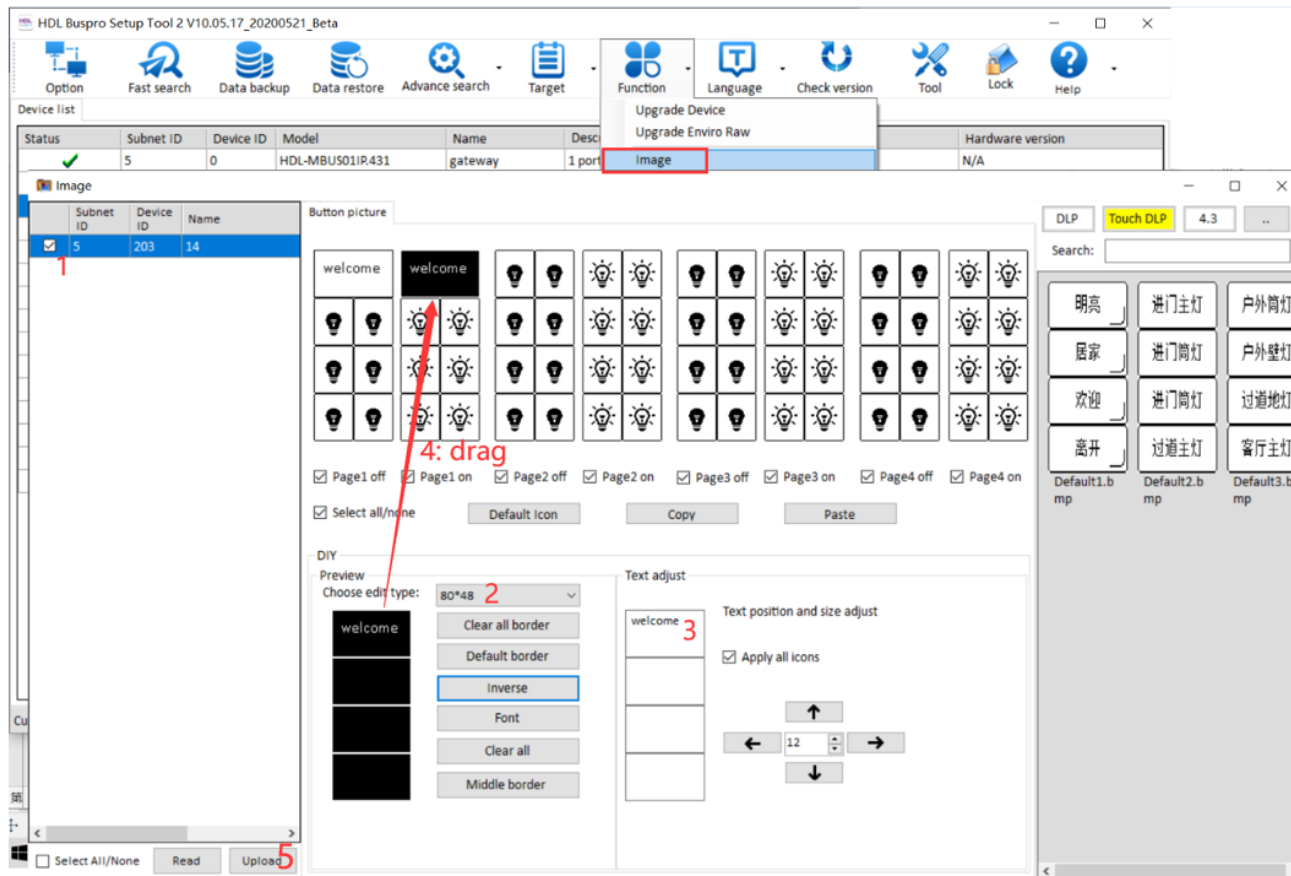 HDL Buspro Setup Tool 2 V10.05.17_20200521_Beta
Option Fast search Data backup Data restore Advance search Target Function Language Check version Tool Lock Help
Device list
Upgrade Device
Upgrade Enviro Raw
Image
Status Subnet ID Device ID Model Name Descr Hardware version
5 0 HDL-MBUS01IP.431 gateway 1 port N/A
Image
Subnet ID Device ID Name
5 203 14
1
Button picture
DLP Touch DLP 4.3 ..
Search:
welcome welcome
明亮 进门主灯 户外筒灯
居家 进门筒灯 户外壁灯
欢迎 进门筒灯 过道地灯
离开 过道主灯 客厅主灯
Default1.bmp Default2.bmp Default3.bmp
4: drag
Page1 off Page1 on Page2 off Page2 on Page3 off Page3 on Page4 off Page4 on
Select all/none Default Icon Copy Paste
DIY
Preview
Choose edit type: 80*48 2
welcome
Clear all border
Default border
Inverse
Font
Clear all
Middle border
Text adjust
welcome 3
Text position and size adjust
Apply all icons
12
Cu
第
Select All/None Read Upload 5